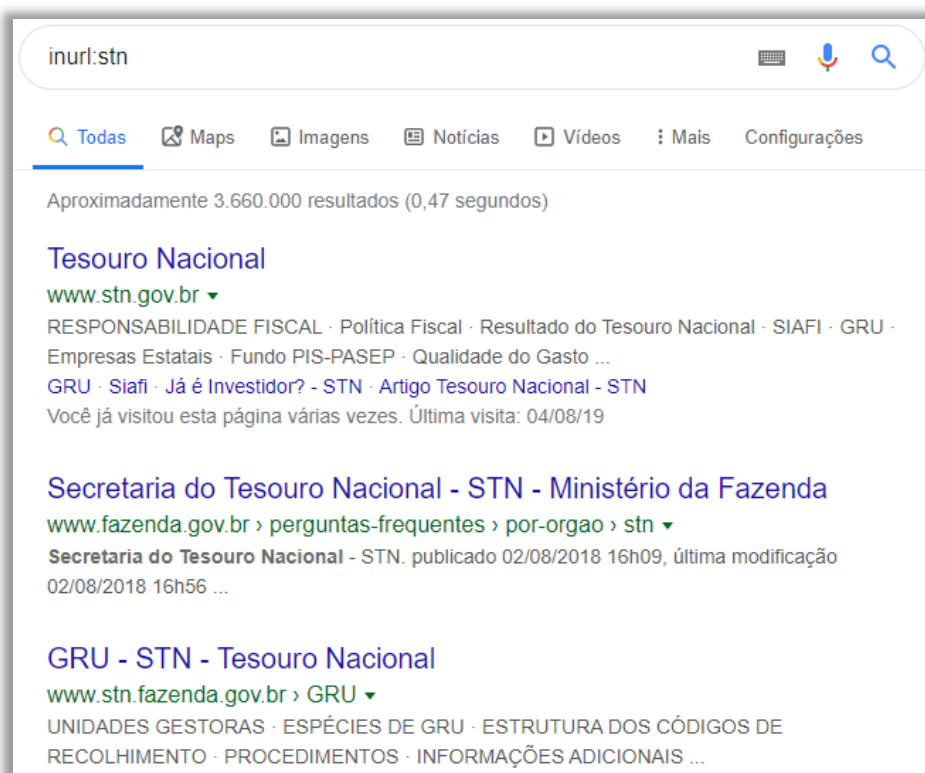 inurl:stn
Todas Maps Imagens Notícias Vídeos Mais Configurações
Aproximadamente 3.660.000 resultados (0,47 segundos)
Tesouro Nacional
www.stn.gov.br
RESPONSABILIDADE FISCAL · Política Fiscal · Resultado do Tesouro Nacional · SIAFI · GRU ·
Empresas Estatais · Fundo PIS-PASEP · Qualidade do Gasto ...
GRU · Siafi · Já é Investidor? - STN · Artigo Tesouro Nacional - STN
Você já visitou esta página várias vezes. Última visita: 04/08/19
Secretaria do Tesouro Nacional - STN - Ministério da Fazenda
www.fazenda.gov.br › perguntas-frequentes › por-orgao › stn
Secretaria do Tesouro Nacional - STN. publicado 02/08/2018 16h09, última modificação
02/08/2018 16h56 ...
GRU - STN - Tesouro Nacional
www.stn.fazenda.gov.br › GRU
UNIDADES GESTORAS · ESPÉCIES DE GRU · ESTRUTURA DOS CÓDIGOS DE
RECOLHIMENTO · PROCEDIMENTOS · INFORMAÇÕES ADICIONAIS ...